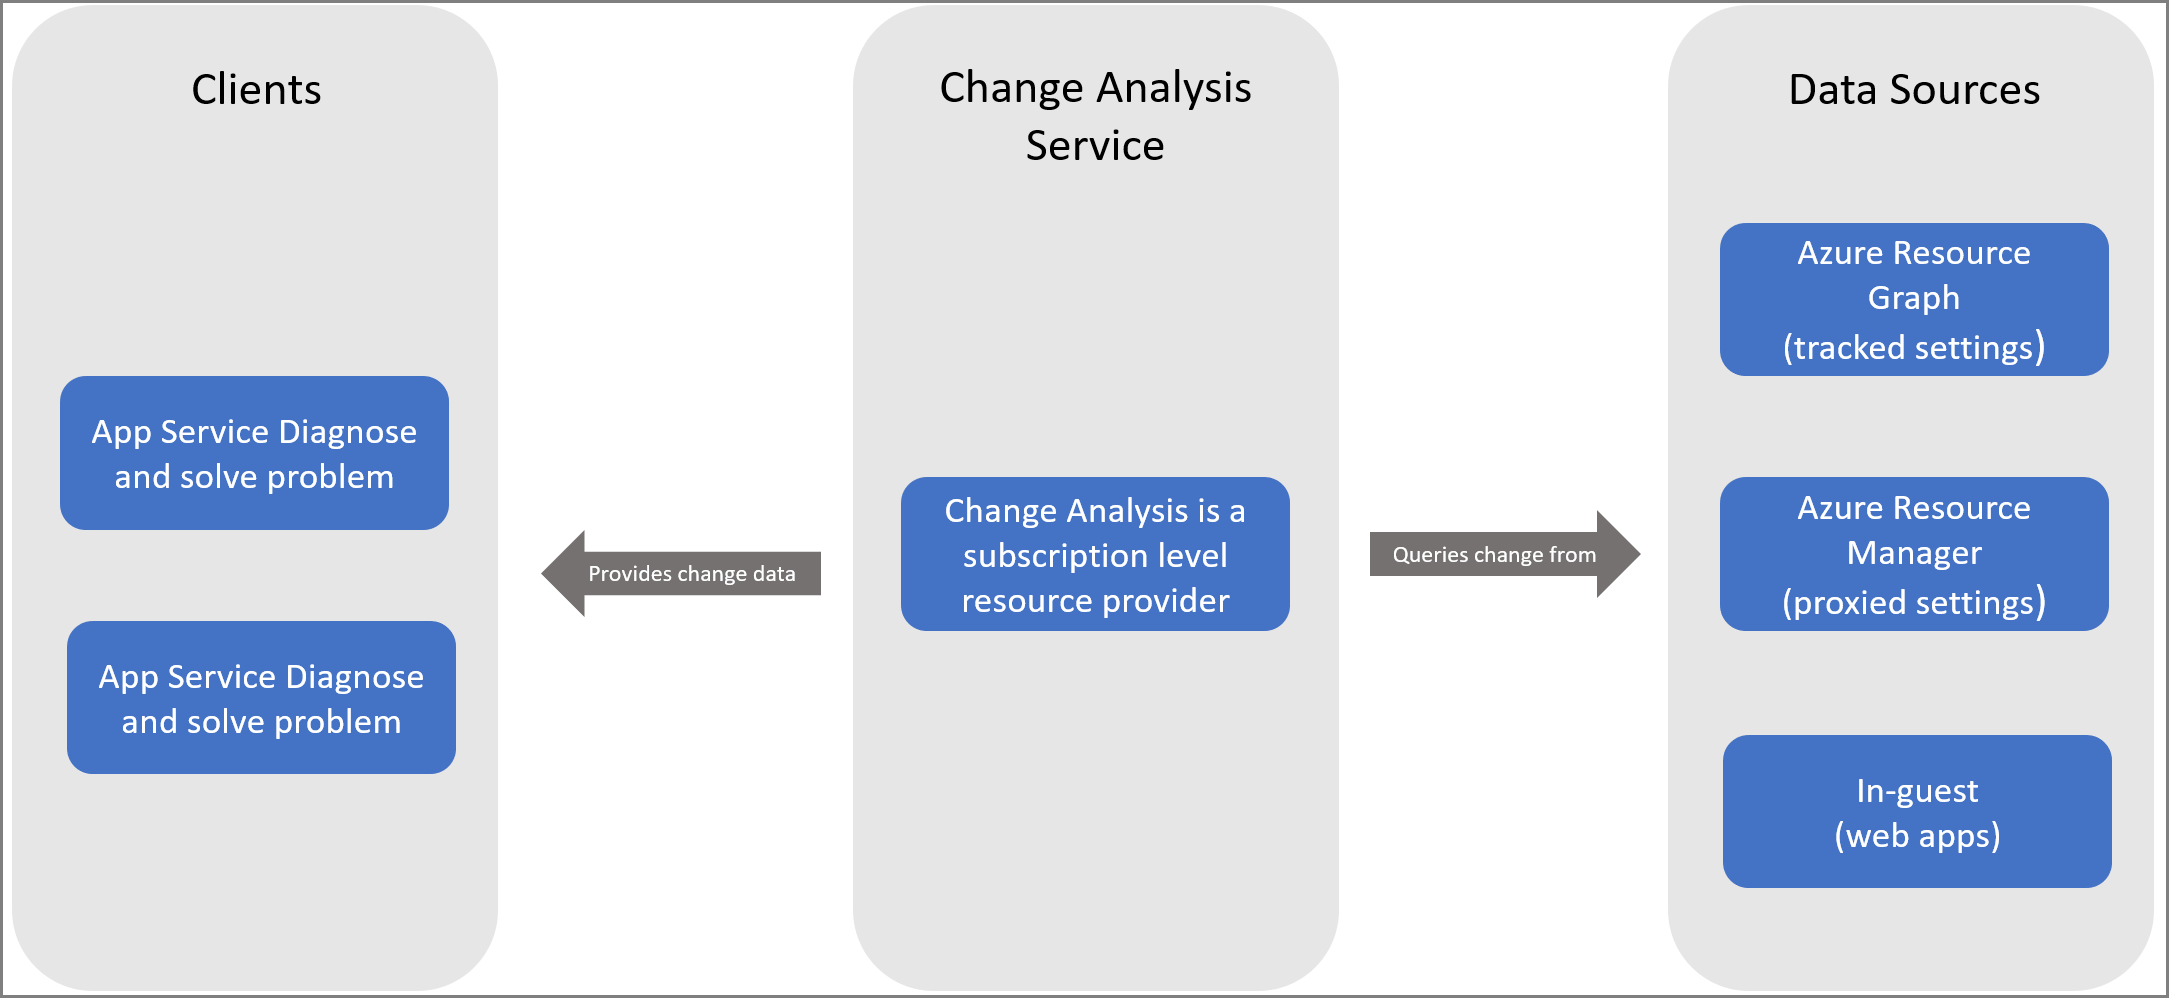 Clients
App Service Diagnose
and solve problem
App Service Diagnose
and solve problem
Provides change data
Change Analysis
Service
Change Analysis is a
subscription level
resource provider
Queries change from
Data Sources
Azure Resource
Graph
(tracked settings)
Azure Resource
Manager
(proxied settings)
In-guest
(web apps)